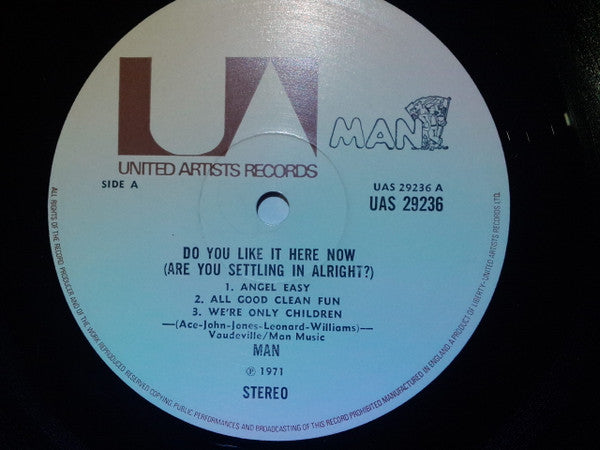 UA
MAN
UNITED ARTISTS RECORDS
SIDE A
UAS 29236 A
UAS 29236
DO YOU LIKE IT HERE NOW
(ARE YOU SETTLING IN ALRIGHT?)
1. ANGEL EASY
2. ALL GOOD CLEAN FUN
3. WE'RE ONLY CHILDREN
—(Ace-John-Jones-Leonard-Williams)—
Vaudeville/Man Music
MAN
Ⓟ 1971
STEREO
ALL RIGHTS OF THE RECORD PRODUCER AND OF THE OWNER OF THE WORK REPRODUCED RESERVED. COPYING PUBLIC PERFORMANCES AND BROADCASTING OF THIS RECORD PROHIBITED. MANUFACTURED IN ENGLAND. A PRODUCT OF LIBERTY-UNITED ARTISTS RECORDS LTD.